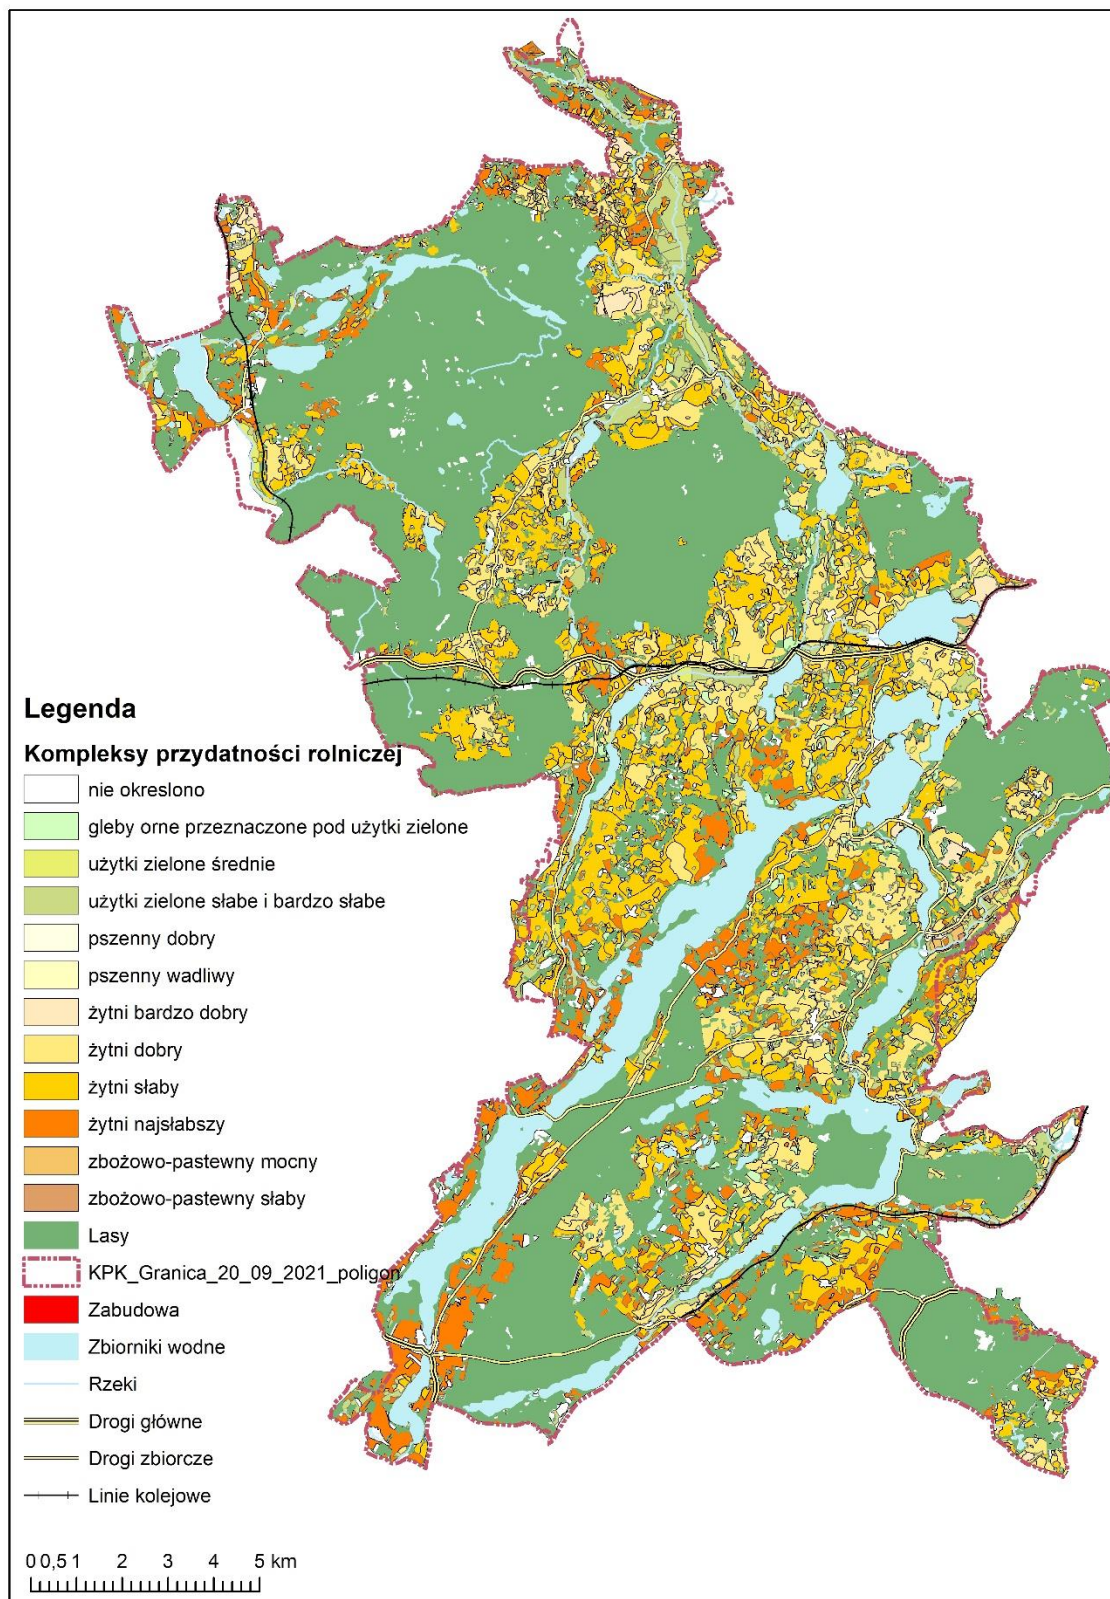 Legenda
Kompleksy przydatności rolniczej
nie okreslono
gleby orne przeznaczone pod użytki zielone
użytki zielone średnie
użytki zielone słabe i bardzo słabe
pszenny dobry
pszenny wadliwy
żytni bardzo dobry
żytni dobry
żytni słaby
żytni najsłabszy
zbożowo-pastewny mocny
zbożowo-pastewny słaby
Lasy
KPK_Granica_20_09_2021_poligon
Zabudowa
Zbiorniki wodne
Rzeki
Drogi główne
Drogi zbiorcze
Linie kolejowe
0 0,5 1 2 3 4 5 km